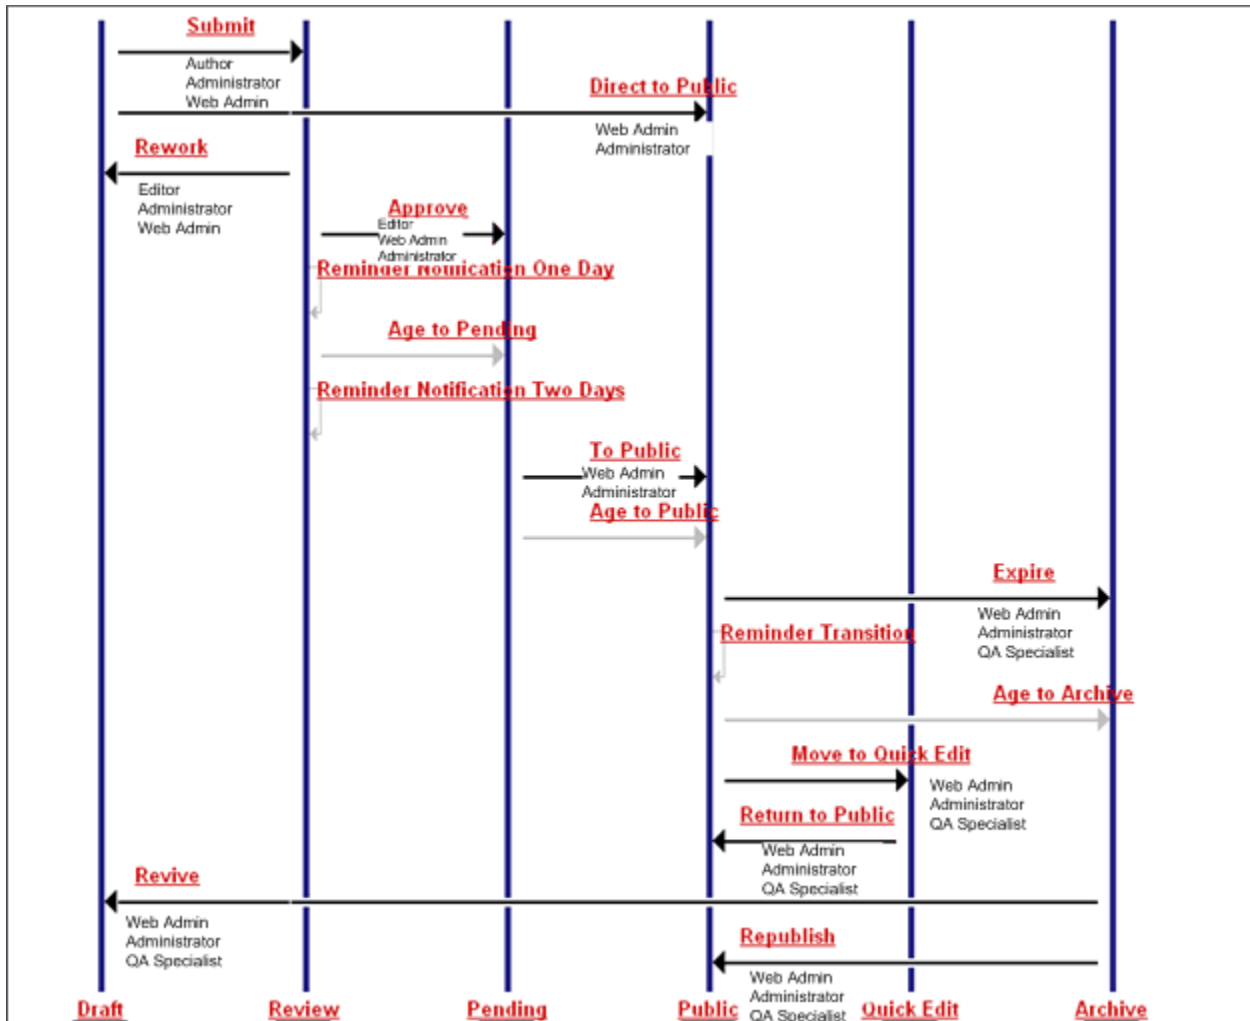 Submit
Author
Administrator
Web Admin
Direct to Public
Web Admin
Administrator
Rework
Editor
Administrator
Web Admin
Approve
Editor
Web Admin
Administrator
Reminder Notification One Day
Age to Pending
Reminder Notification Two Days
To Public
Web Admin
Administrator
Age to Public
Expire
Web Admin
Administrator
QA Specialist
Reminder Transition
Age to Archive
Move to Quick Edit
Web Admin
Administrator
QA Specialist
Return to Public
Web Admin
Administrator
QA Specialist
Revive
Web Admin
Administrator
QA Specialist
Republish
Web Admin
Administrator
QA Specialist
Draft
Review
Pending
Public
Quick Edit
Archive